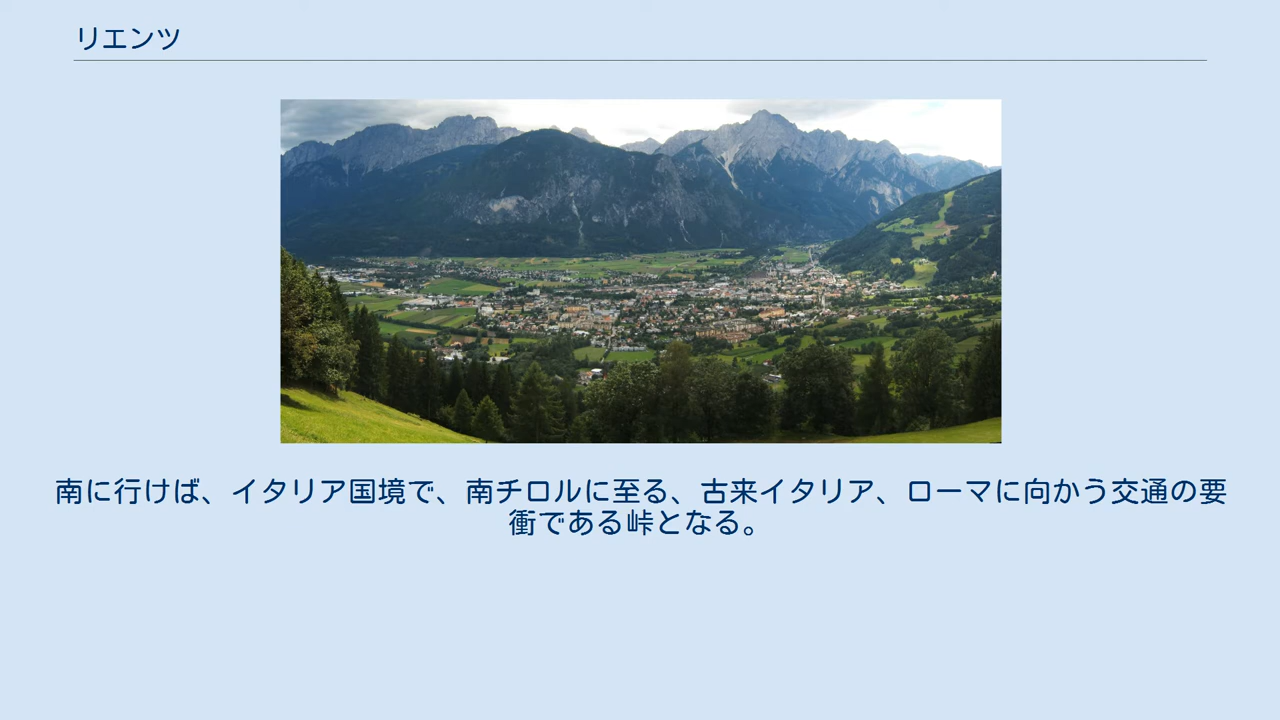 リエンツ
南に行けば、イタリア国境で、南チロルに至る、古来イタリア、ローマに向かう交通の要
衝である峠となる。